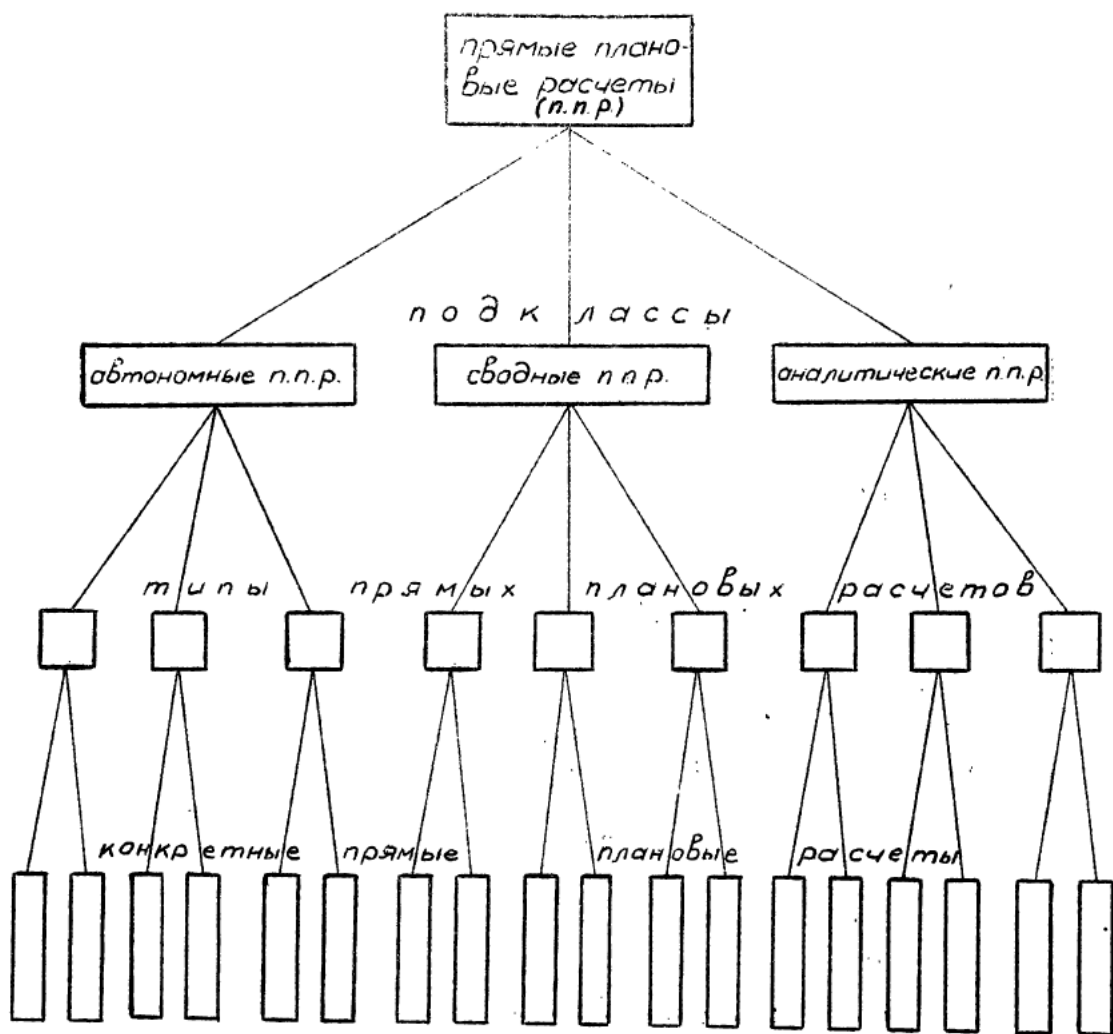 прямые плано-
вые расчеты
(п.п.р.)
подклассы
автономные п.п.р.
сводные п п.р.
аналитические п.п.р.
типы прямых плановых расчетов
конкретные прямые плановые расчеты